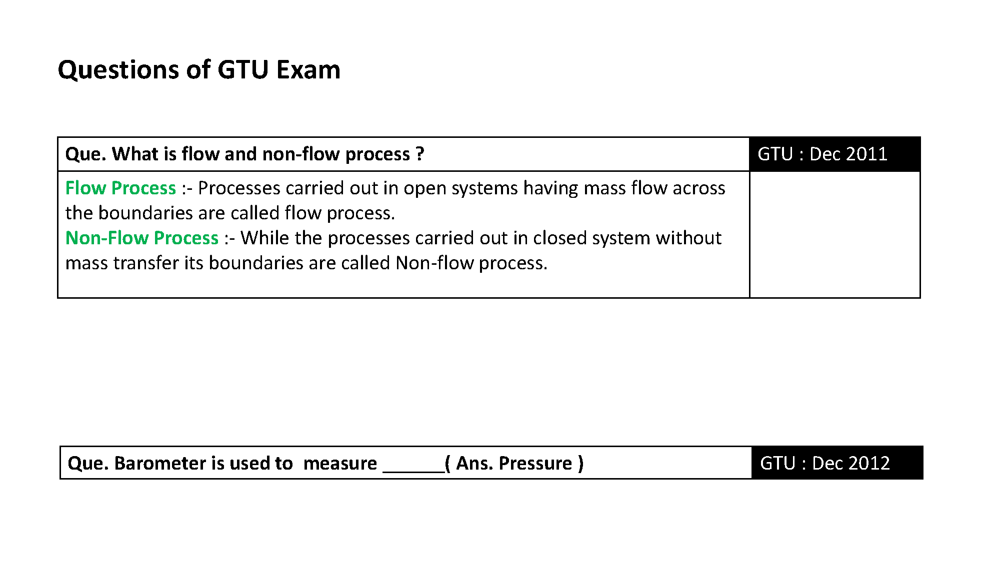 Questions of GTU Exam
Que. What is flow and non-flow process ?
GTU : Dec 2011
Flow Process :- Processes carried out in open systems having mass flow across
the boundaries are called flow process.
Non-Flow Process :- While the processes carried out in closed system without
mass transfer its boundaries are called Non-flow process.
Que. Barometer is used to measure ______( Ans. Pressure )
GTU : Dec 2012